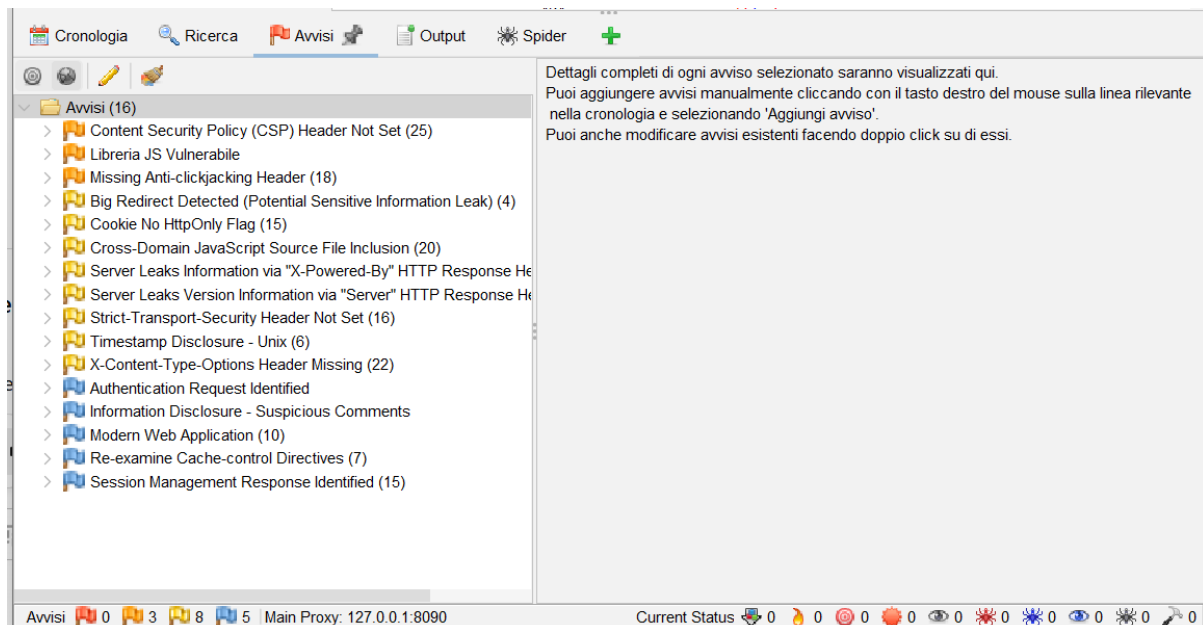 Cronologia Ricerca Avvisi Output Spider
Avvisi (16)
Content Security Policy (CSP) Header Not Set (25)
Libreria JS Vulnerabile
Missing Anti-clickjacking Header (18)
Big Redirect Detected (Potential Sensitive Information Leak) (4)
Cookie No HttpOnly Flag (15)
Cross-Domain JavaScript Source File Inclusion (20)
Server Leaks Information via "X-Powered-By" HTTP Response He
Server Leaks Version Information via "Server" HTTP Response He
Strict-Transport-Security Header Not Set (16)
Timestamp Disclosure - Unix (6)
X-Content-Type-Options Header Missing (22)
Authentication Request Identified
Information Disclosure - Suspicious Comments
Modern Web Application (10)
Re-examine Cache-control Directives (7)
Session Management Response Identified (15)
Dettagli completi di ogni avviso selezionato saranno visualizzati qui.
Puoi aggiungere avvisi manualmente cliccando con il tasto destro del mouse sulla linea rilevante
nella cronologia e selezionando 'Aggiungi avviso'.
Puoi anche modificare avvisi esistenti facendo doppio click su di essi.
Avvisi 0 3 8 5 Main Proxy: 127.0.0.1:8090 Current Status 0 0 0 0 0 0 0 0 0 0